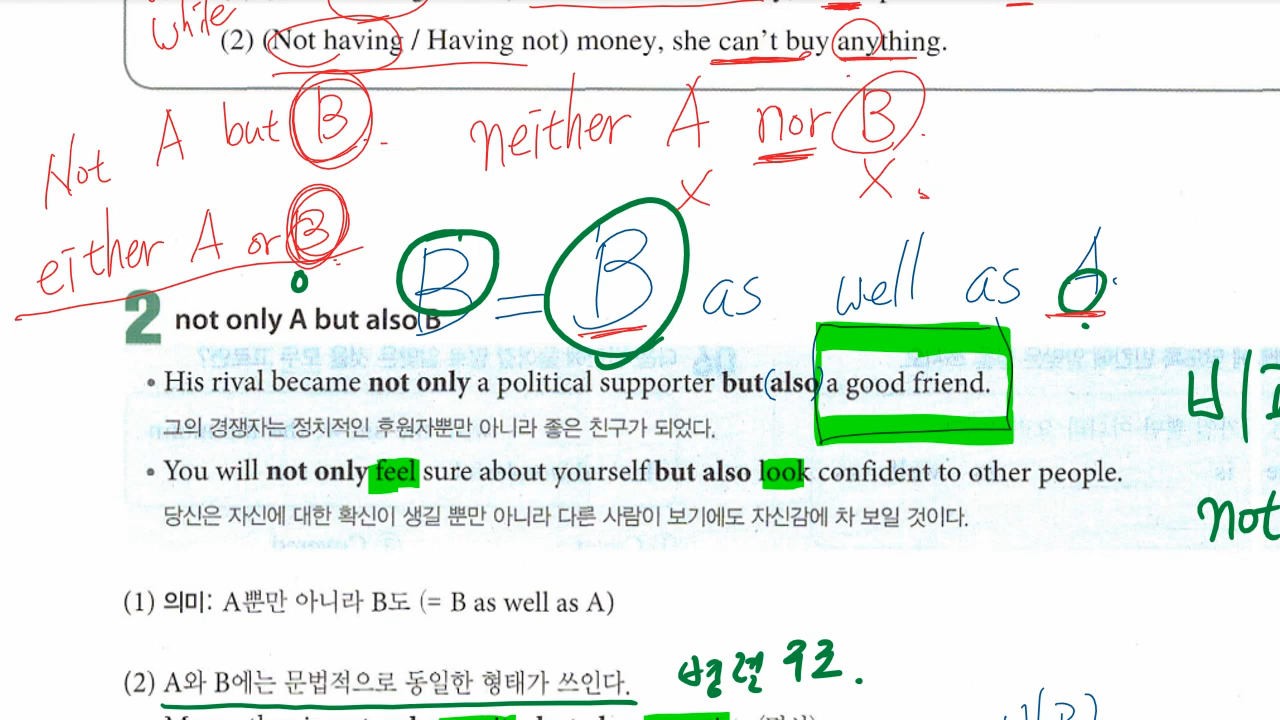 while
(2) (Not having / Having not) money, she can't buy anything.
Not A but B. neither A nor B.
X X.
either A or B.
B = B as well as A.
2 not only A but also B
• His rival became not only a political supporter but (also) a good friend.
그의 경쟁자는 정치적인 후원자뿐만 아니라 좋은 친구가 되었다.
• You will not only feel sure about yourself but also look confident to other people.
당신은 자신에 대한 확신이 생길 뿐만 아니라 다른 사람이 보기에도 자신감에 차 보일 것이다.
not
(1) 의미: A뿐만 아니라 B도 (= B as well as A)
병렬 구조.
(2) A와 B에는 문법적으로 동일한 형태가 쓰인다.